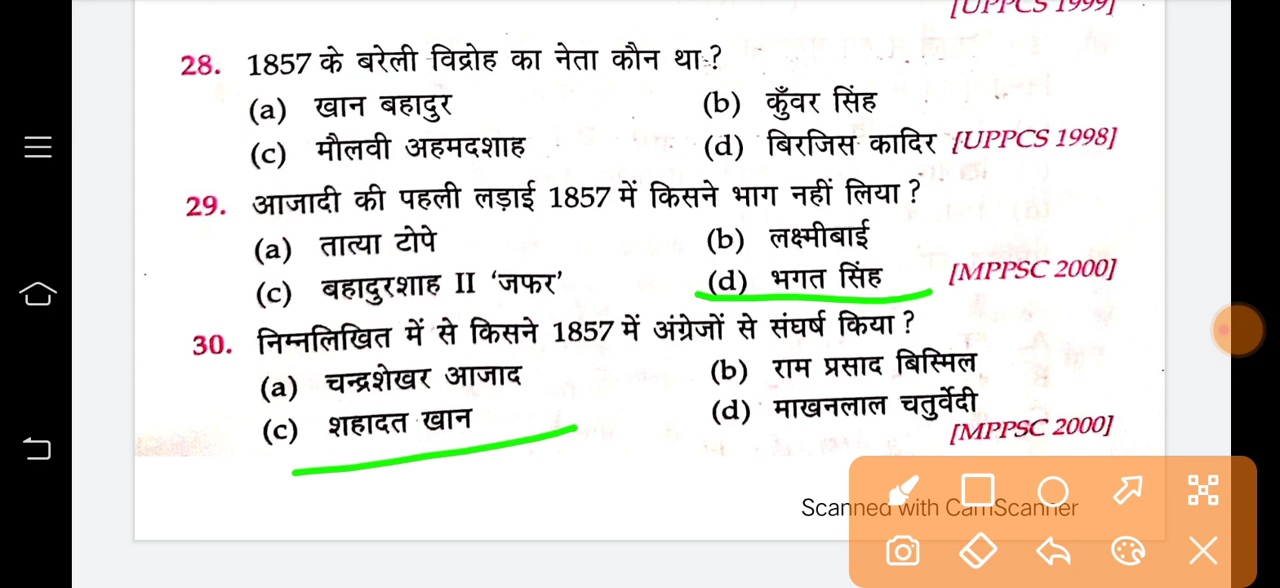 [UPPCS 1999]
28. 1857 के बरेली विद्रोह का नेता कौन था ?
(a) खान बहादुर (b) कुँवर सिंह
(c) मौलवी अहमदशाह (d) बिरजिस कादिर [UPPCS 1998]
29. आजादी की पहली लड़ाई 1857 में किसने भाग नहीं लिया ?
(a) तात्या टोपे (b) लक्ष्मीबाई
(c) बहादुरशाह II ‘जफर’ (d) भगत सिंह [MPPSC 2000]
30. निम्नलिखित में से किसने 1857 में अंग्रेजों से संघर्ष किया ?
(a) चन्द्रशेखर आजाद (b) राम प्रसाद बिस्मिल
(c) शहादत खान (d) माखनलाल चतुर्वेदी
[MPPSC 2000]
Scanned with CamScanner